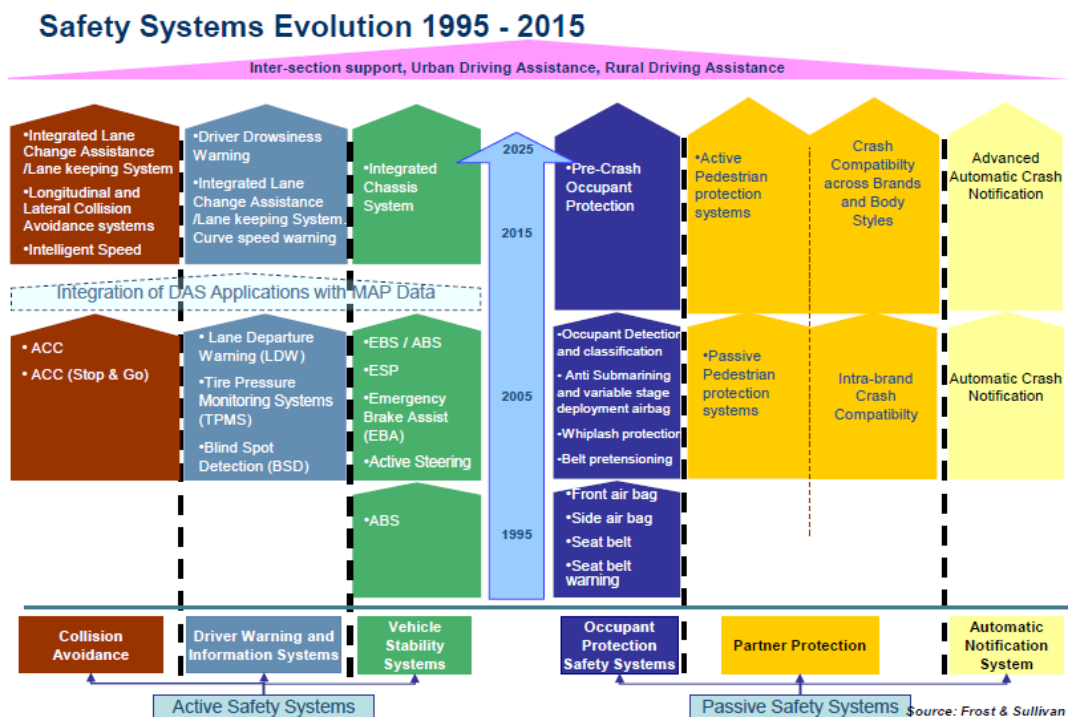 Safety Systems Evolution 1995 - 2015
Inter-section support, Urban Driving Assistance, Rural Driving Assistance
•Integrated Lane
Change Assistance
/Lane keeping System
•Longitudinal and
Lateral Collision
Avoidance systems
•Intelligent Speed
•Driver Drowsiness
Warning
•Integrated Lane
Change Assistance
/Lane keeping System.
Curve speed warning
•Integrated
Chassis
System
2025
2015
2005
1995
•Pre-Crash
Occupant
Protection
•Active
Pedestrian
protection
systems
Crash
Compatibilty
across Brands
and Body
Styles
Advanced
Automatic Crash
Notification
Integration of DAS Applications with MAP Data
• ACC
• ACC (Stop & Go)
• Lane Departure
Warning (LDW)
•Tire Pressure
Monitoring Systems
(TPMS)
•Blind Spot
Detection (BSD)
•EBS / ABS
•ESP
•Emergency
Brake Assist
(EBA)
•Active Steering
•Occupant Detection
and classification
• Anti Submarining
and variable stage
deployment airbag
•Whiplash protection
•Belt pretensioning
•Passive
Pedestrian
protection
systems
Intra-brand
Crash
Compatibilty
Automatic Crash
Notification
•ABS
•Front air bag
•Side air bag
•Seat belt
•Seat belt
warning
Collision
Avoidance
Driver Warning and
Information Systems
Vehicle
Stability
Systems
Occupant
Protection
Safety Systems
Partner Protection
Automatic
Notification
System
Active Safety Systems
Passive Safety Systems
Source: Frost & Sullivan